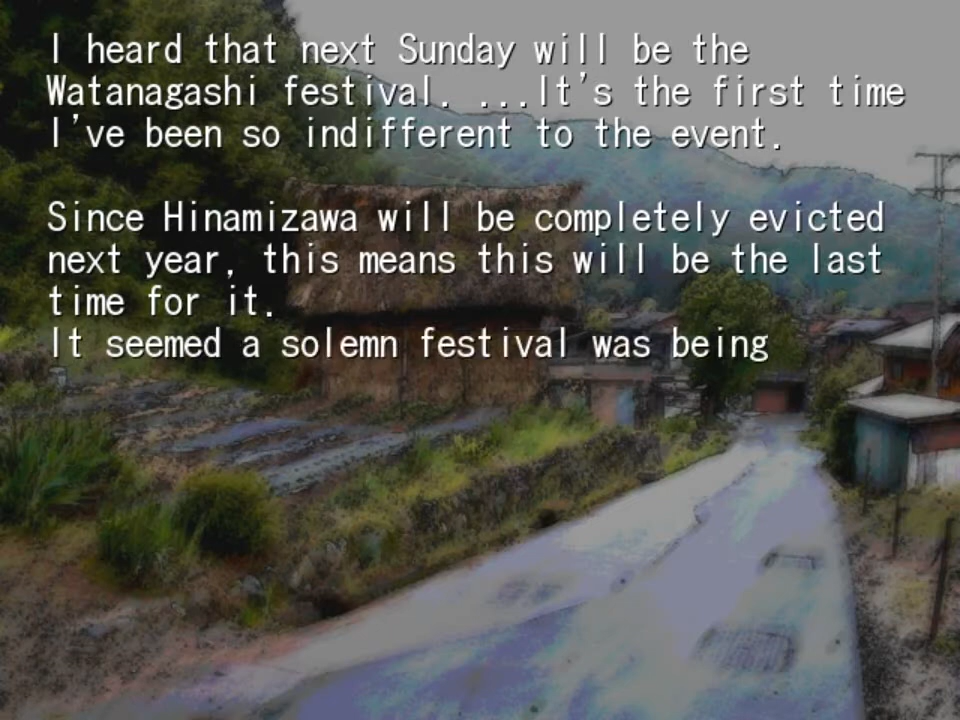 I heard that next Sunday will be the
Watanagashi festival. ...It's the first time
I've been so indifferent to the event.
Since Hinamizawa will be completely evicted
next year, this means this will be the last
time for it.
It seemed a solemn festival was being